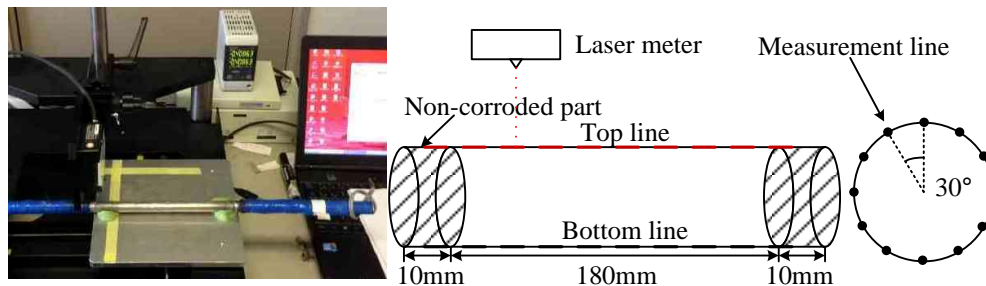 Laser meter
Measurement line
Non-corroded part
Top line
30°
Bottom line
10mm
180mm
10mm